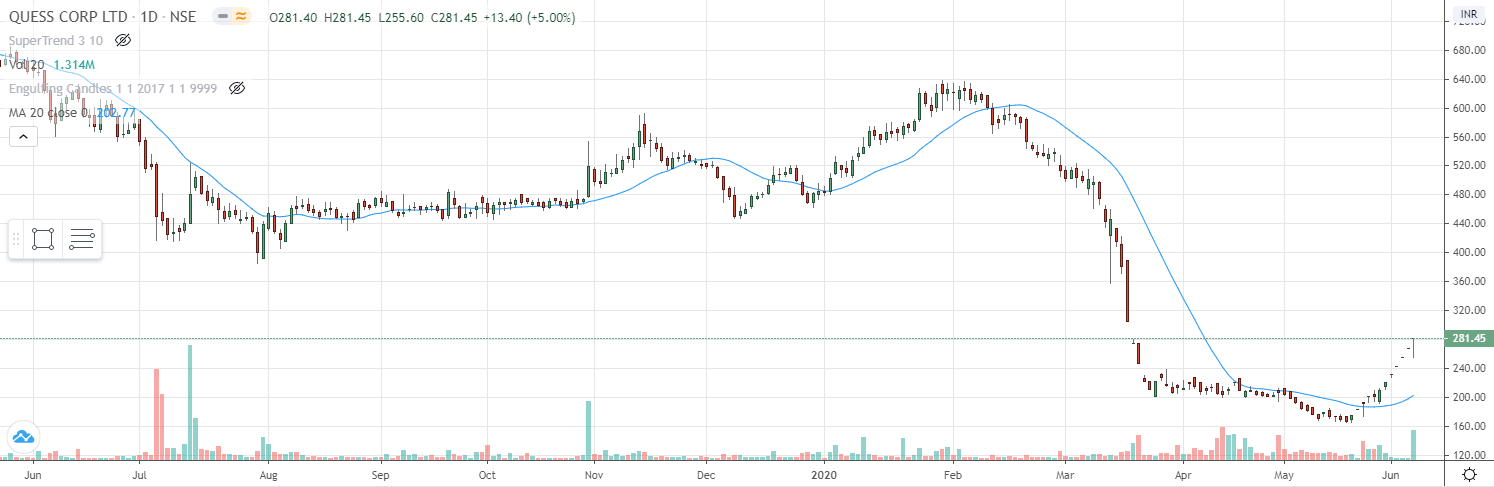 QUESS CORP LTD · 1D · NSE O281.40 H281.45 L255.60 C281.45 +13.40 (+5.00%)
SuperTrend 3 10
Vol 20 1.314M
Engulfing Candles 1 1 2017 1 1 9999
MA 20 close 0 202.77
INR
720.00
680.00
640.00
600.00
560.00
520.00
480.00
440.00
400.00
360.00
320.00
281.45
240.00
200.00
160.00
120.00
Jun Jul Aug Sep Oct Nov Dec 2020 Feb Mar Apr May Jun